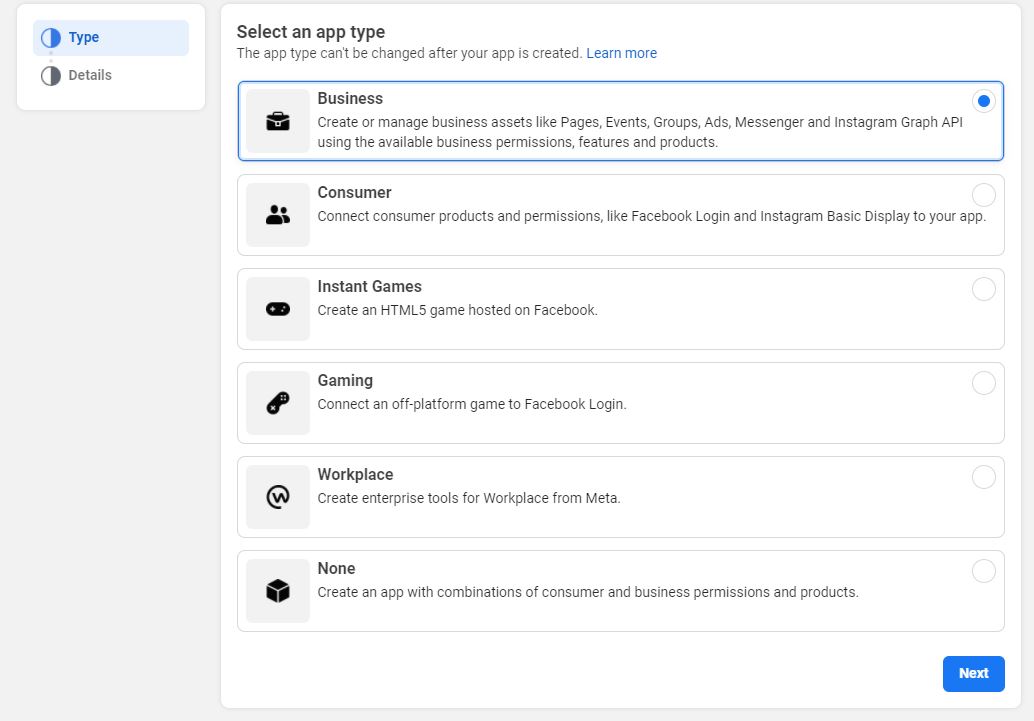 Type
Details
Select an app type
The app type can't be changed after your app is created. Learn more
Business
Create or manage business assets like Pages, Events, Groups, Ads, Messenger and Instagram Graph API
using the available business permissions, features and products.
Consumer
Connect consumer products and permissions, like Facebook Login and Instagram Basic Display to your app.
Instant Games
Create an HTML5 game hosted on Facebook.
Gaming
Connect an off-platform game to Facebook Login.
Workplace
Create enterprise tools for Workplace from Meta.
None
Create an app with combinations of consumer and business permissions and products.
Next